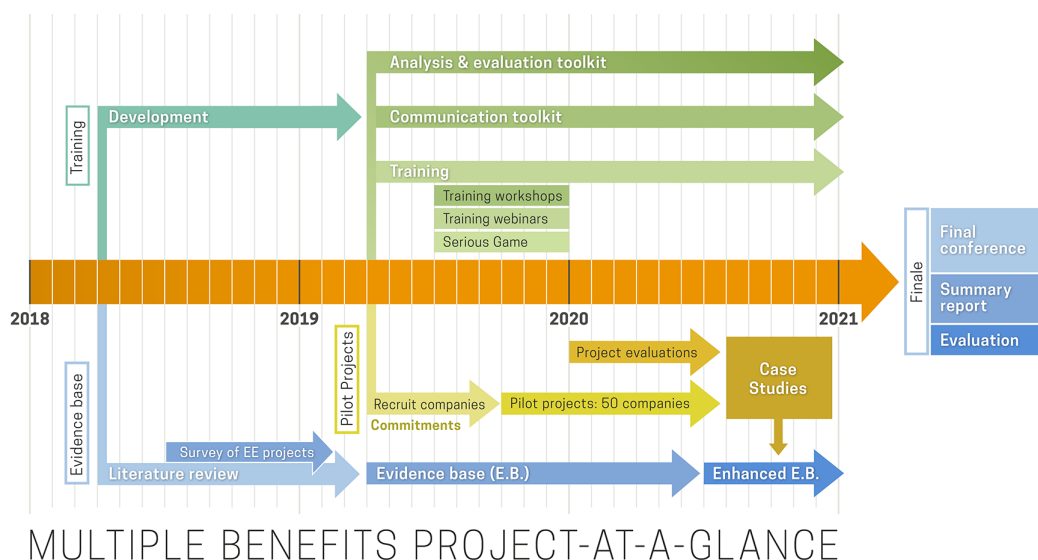 Analysis & evaluation toolkit
Training
Development
Communication toolkit
Training
Training workshops
Training webinars
Serious Game
Finale
Final
conference
Summary
report
Evaluation
2018
2019
2020
2021
Pilot Projects
Project evaluations
Case
Studies
Recruit companies
Pilot projects: 50 companies
Commitments
Evidence base
Survey of EE projects
Literature review
Evidence base (E.B.)
Enhanced E.B.
MULTIPLE BENEFITS PROJECT-AT-A-GLANCE